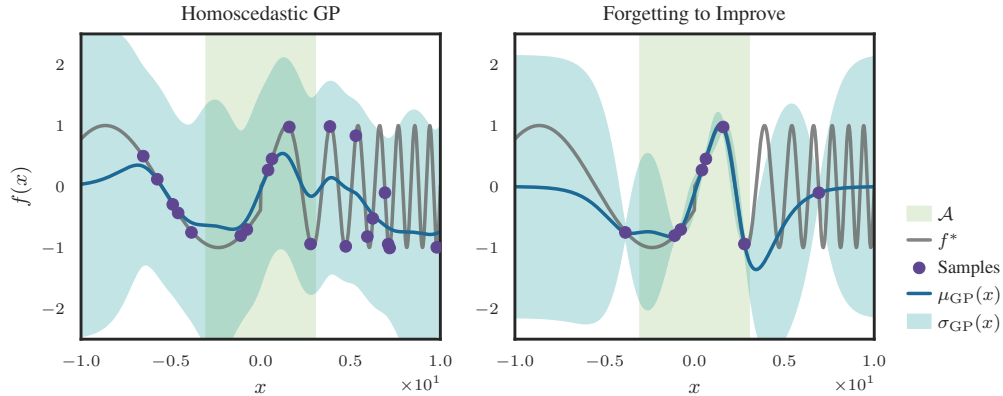 Homoscedastic GP
Forgetting to Improve
2
1
0
−1
−2
f(x)
−1.0 −0.5 0.0 0.5 1.0
×10¹
x
2
1
0
−1
−2
−1.0 −0.5 0.0 0.5 1.0
×10¹
x
𝒜
f*
Samples
μGP(x)
σGP(x)